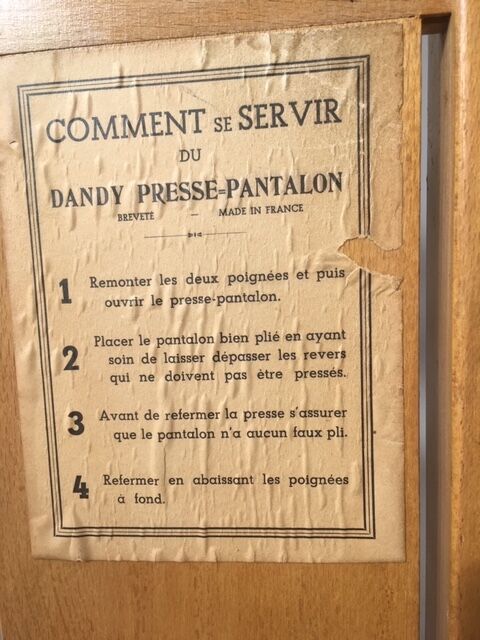 COMMENT SE SERVIR
DU
DANDY PRESSE=PANTALON
BREVETÉ — MADE IN FRANCE
1 Remonter les deux poignées et puis
ouvrir le presse-pantalon.
2 Placer le pantalon bien plié en ayant
soin de laisser dépasser les revers
qui ne doivent pas être pressés.
3 Avant de refermer la presse s'assurer
que le pantalon n'a aucun faux pli.
4 Refermer en abaissant les poignées
à fond.